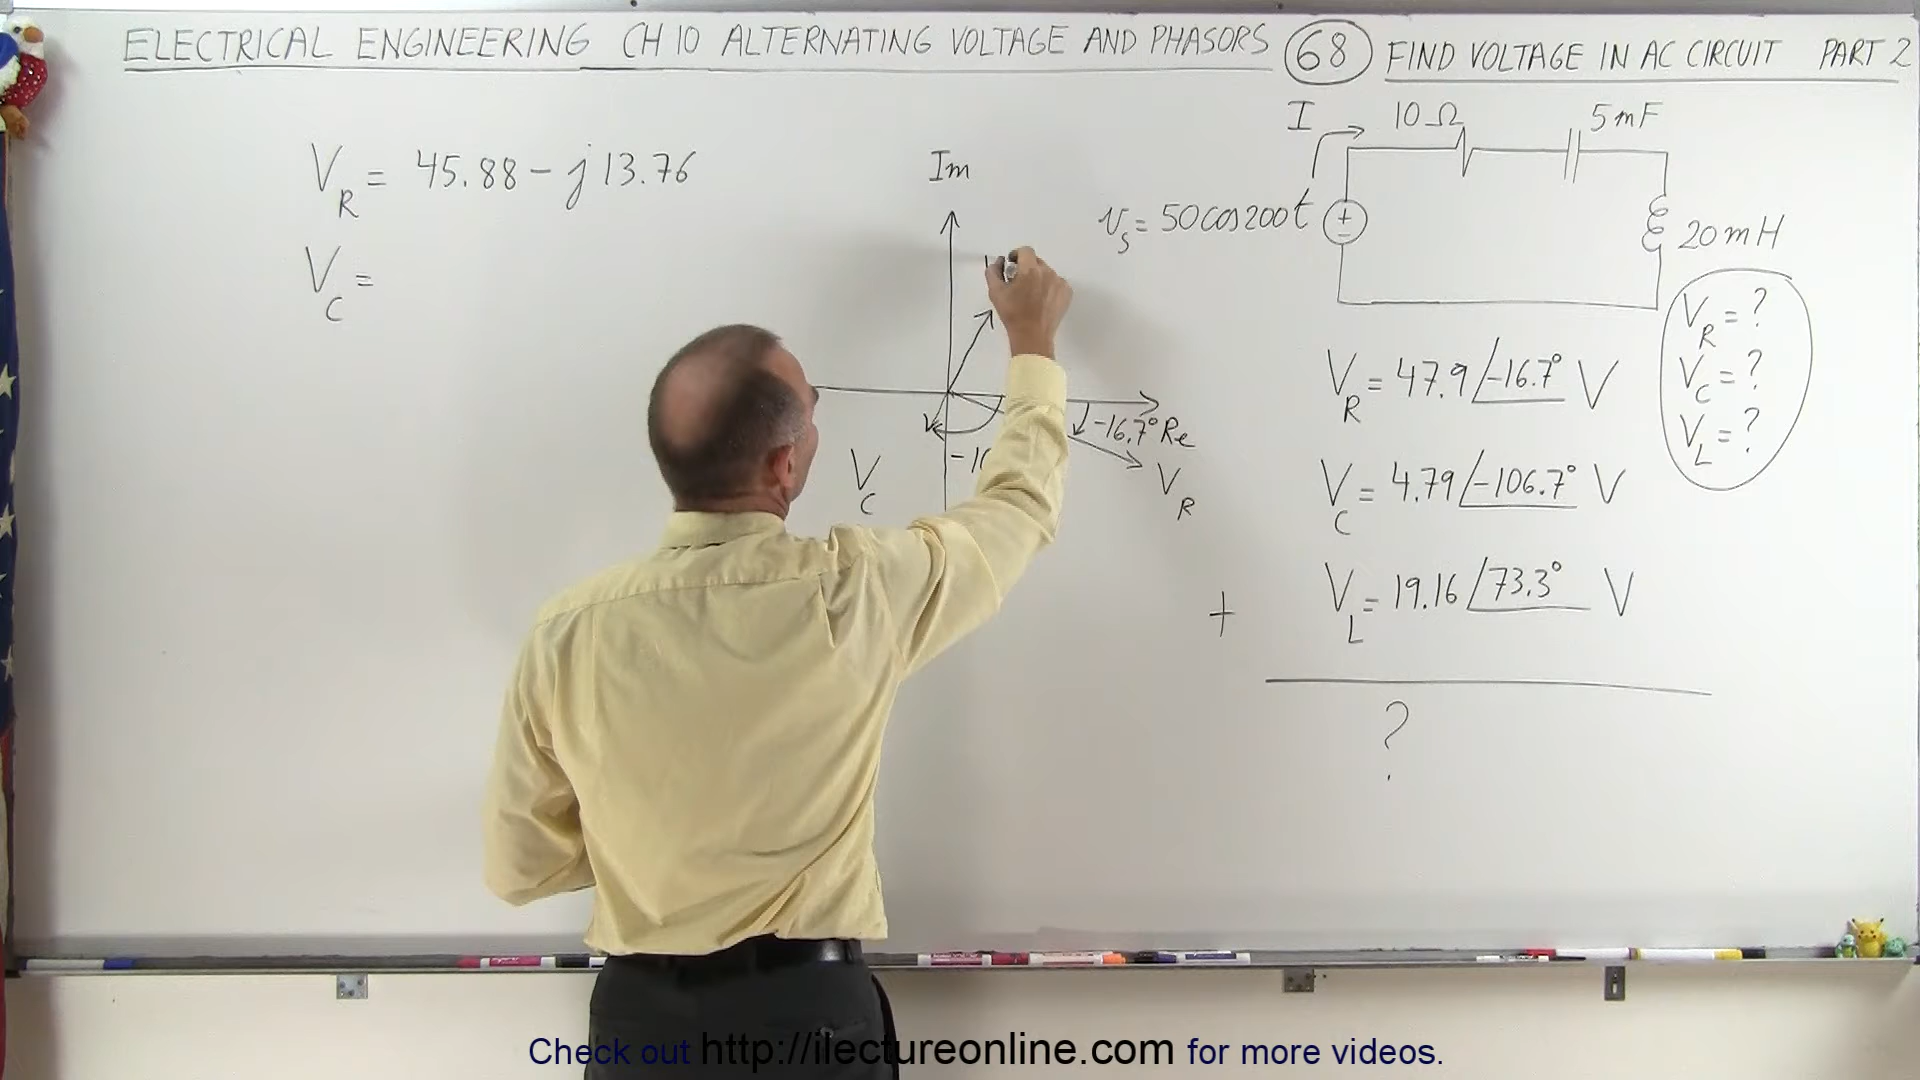 ELECTRICAL ENGINEERING CH 10 ALTERNATING VOLTAGE AND PHASORS 68 FIND VOLTAGE IN AC CIRCUIT PART 2
V_R = 45.88 - j 13.76
V_C =
Im
-16.7° Re
V_R
V_C
I
10 Ω
5 mF
v_s = 50 cos 200 t
+
-
20 mH
V_R = ?
V_C = ?
V_L = ?
V_R = 47.9 /-16.7° V
V_C = 4.79 /-106.7° V
+ V_L = 19.16 /73.3° V
?
Check out http://ilectureonline.com for more videos.